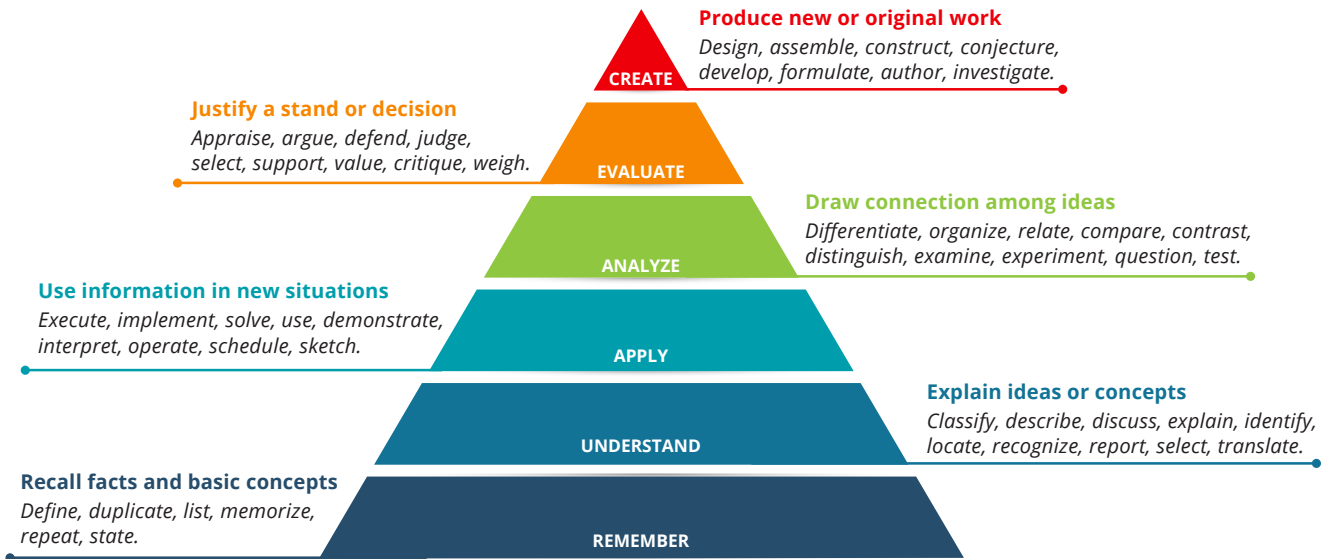 Produce new or original work
Design, assemble, construct, conjecture,
develop, formulate, author, investigate.
CREATE
Justify a stand or decision
Appraise, argue, defend, judge,
select, support, value, critique, weigh.
EVALUATE
Draw connection among ideas
Differentiate, organize, relate, compare, contrast,
distinguish, examine, experiment, question, test.
ANALYZE
Use information in new situations
Execute, implement, solve, use, demonstrate,
interpret, operate, schedule, sketch.
APPLY
Explain ideas or concepts
Classify, describe, discuss, explain, identify,
locate, recognize, report, select, translate.
UNDERSTAND
Recall facts and basic concepts
Define, duplicate, list, memorize,
repeat, state.
REMEMBER